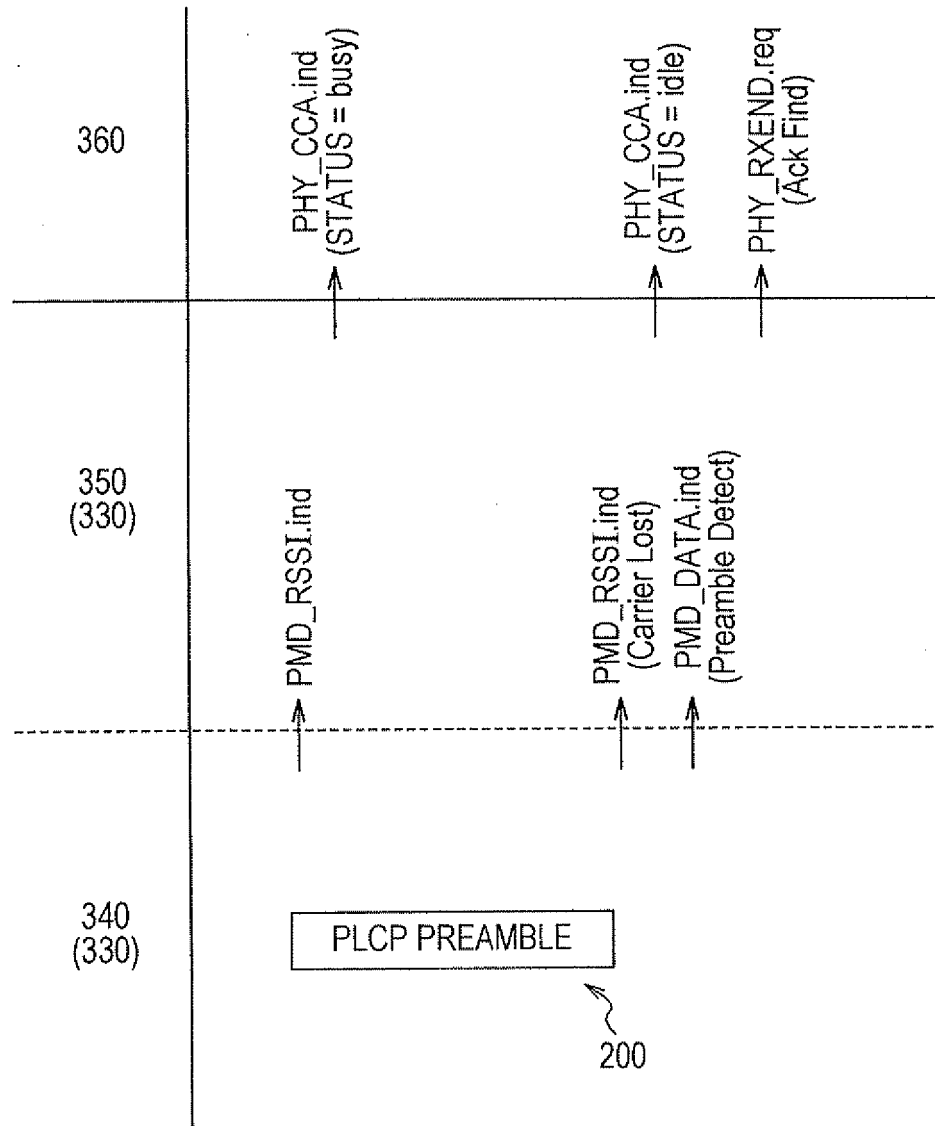 360
PHY_CCA.ind
(STATUS = busy)
PHY_CCA.ind
(STATUS = idle)
PHY_RXEND.req
(Ack Find)
350
(330)
PMD_RSSI.ind
PMD_RSSI.ind
(Carrier Lost)
PMD_DATA.ind
(Preamble Detect)
340
(330)
PLCP PREAMBLE
200